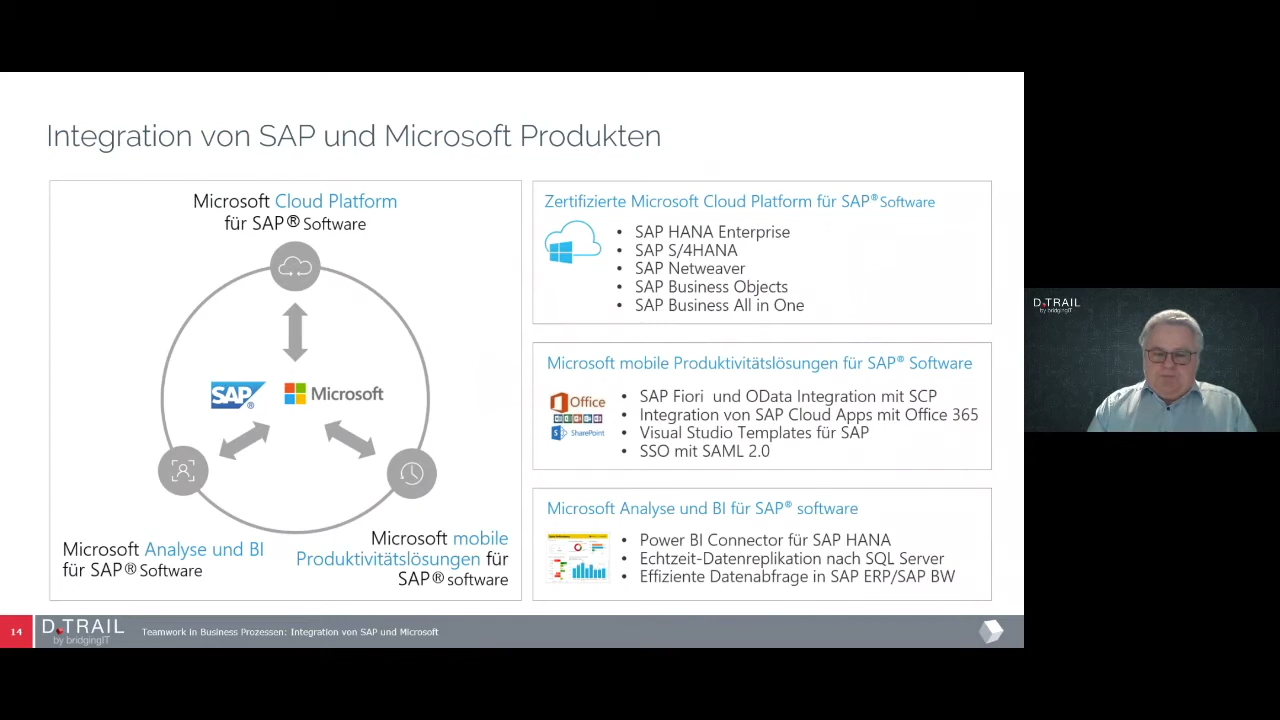 Integration von SAP und Microsoft Produkten
Microsoft Cloud Platform
für SAP® Software
SAP®
Microsoft
Microsoft Analyse und BI
für SAP® Software
Microsoft mobile
Produktivitätslösungen für
SAP® software
Zertifizierte Microsoft Cloud Platform für SAP® Software
• SAP HANA Enterprise
• SAP S/4HANA
• SAP Netweaver
• SAP Business Objects
• SAP Business All in One
Microsoft mobile Produktivitätslösungen für SAP® Software
Office
SharePoint
• SAP Fiori und OData Integration mit SCP
• Integration von SAP Cloud Apps mit Office 365
• Visual Studio Templates für SAP
• SSO mit SAML 2.0
Microsoft Analyse und BI für SAP® software
• Power BI Connector für SAP HANA
• Echtzeit-Datenreplikation nach SQL Server
• Effiziente Datenabfrage in SAP ERP/SAP BW
14
D.TRAIL
by bridgingIT
Teamwork in Business Prozessen: Integration von SAP und Microsoft
D.TRAIL
by bridgingIT